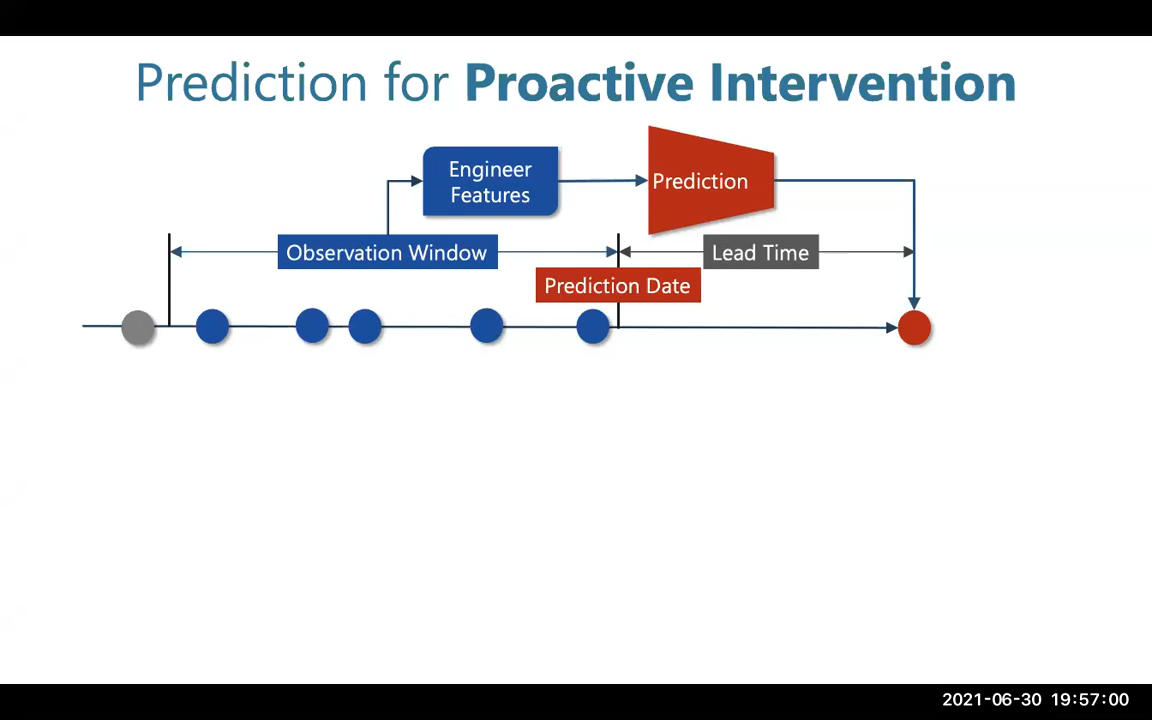 Prediction for Proactive Intervention
Engineer
Features
Prediction
Observation Window
Lead Time
Prediction Date
2021-06-30 19:57:00